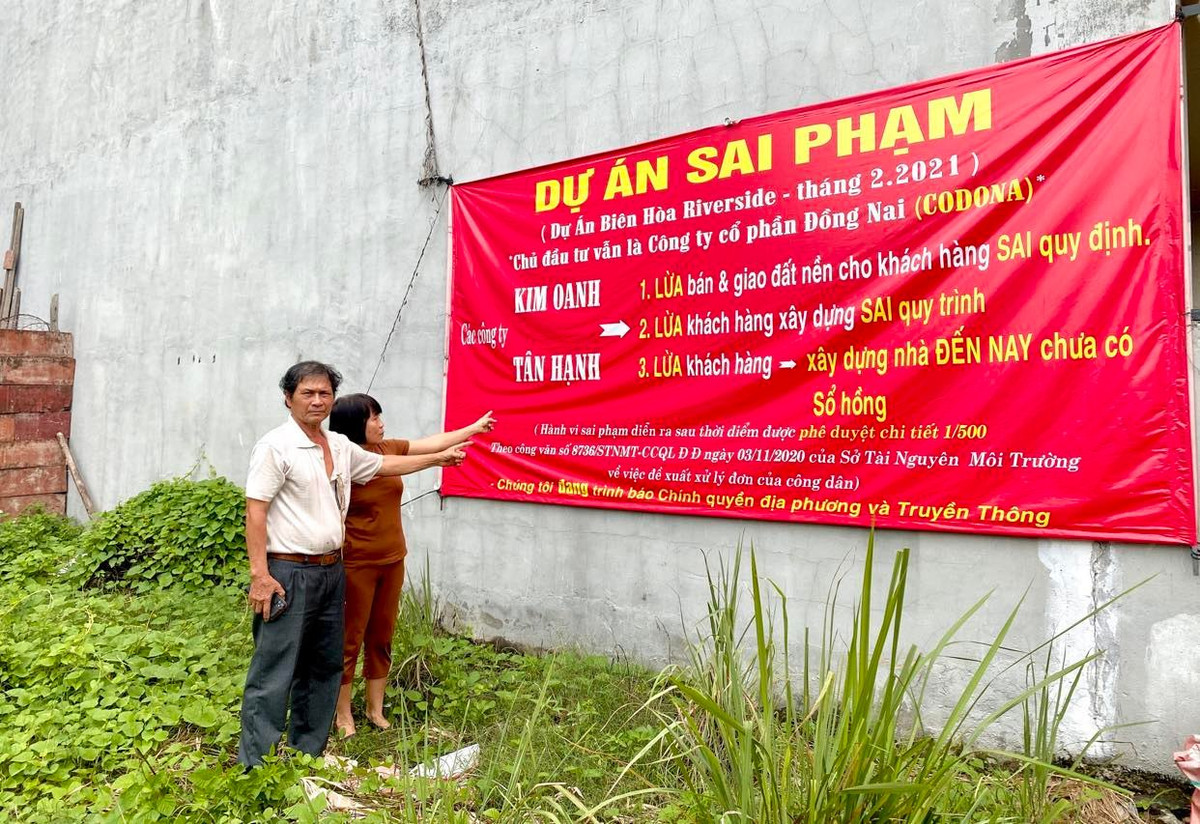 DỰ ÁN SAI PHẠM
( Dự Án Biên Hòa Riverside - tháng 2.2021 )
*Chủ đầu tư vẫn là Công ty cổ phần Đồng Nai (CODONA)*
Các công ty
KIM OANH
TÂN HẠNH
1. LỪA bán & giao đất nền cho khách hàng SAI quy định.
2. LỪA khách hàng xây dựng SAI quy trình
3. LỪA khách hàng ➞ xây dựng nhà ĐẾN NAY chưa có
Sổ hồng
( Hành vi sai phạm diễn ra sau thời điểm được phê duyệt chi tiết 1/500
Theo công văn số 8736/STNMT-CCQL Đ Đ ngày 03/11/2020 của Sở Tài Nguyên Môi Trường
về việc đề xuất xử lý đơn của công dân)
- Chúng tôi đang trình báo Chính quyền địa phương và Truyền Thông